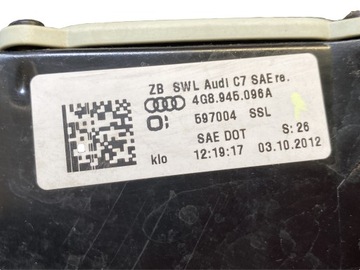 ZB SWL Audi C7 SAE re.
4G8.945.096A
597004 SSL
SAE DOT S: 26
klo 12:19:17 03.10.2012